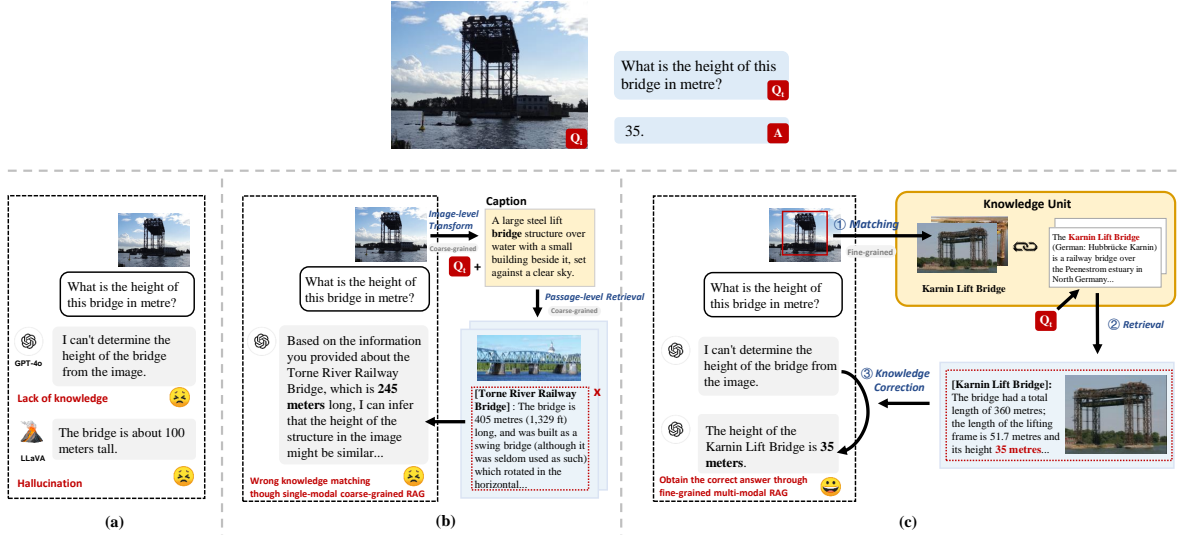 What is the height of this
bridge in metre?
Qt
Qi
35.
A
What is the height of
this bridge in metre?
I can't determine the
height of the bridge
from the image.
GPT-4o
Lack of knowledge
The bridge is about 100
meters tall.
LLaVA
Hallucination
(a)
Image-level
Transform
Coarse-grained
Qt +
Caption
A large steel lift
bridge structure over
water with a small
building beside it, set
against a clear sky.
What is the height of
this bridge in metre?
Passage-level Retrieval
Coarse-grained
Based on the information
you provided about the
Torne River Railway
Bridge, which is 245
meters long, I can infer
that the height of the
structure in the image
might be similar...
Wrong knowledge matching
though single-modal coarse-grained RAG
x
[Torne River Railway
Bridge] : The bridge is
405 metres (1,329 ft)
long, and was built as a
swing bridge (although it
was seldom used as such)
which rotated in the
horizontal...
(b)
① Matching
Fine-grained
Knowledge Unit
Karnin Lift Bridge
The Karnin Lift Bridge
(German: Hubbrücke Karnin)
is a railway bridge over
the Peenestrom estuary in
North Germany...
Qt
What is the height of
this bridge in metre?
② Retrieval
I can't determine the
height of the bridge from
the image.
③ Knowledge
Correction
[Karnin Lift Bridge]:
The bridge had a total
length of 360 metres;
the length of the lifting
frame is 51.7 metres and
its height 35 metres...
The height of the
Karnin Lift Bridge is 35
meters.
Obtain the correct answer through
fine-grained multi-modal RAG
(c)